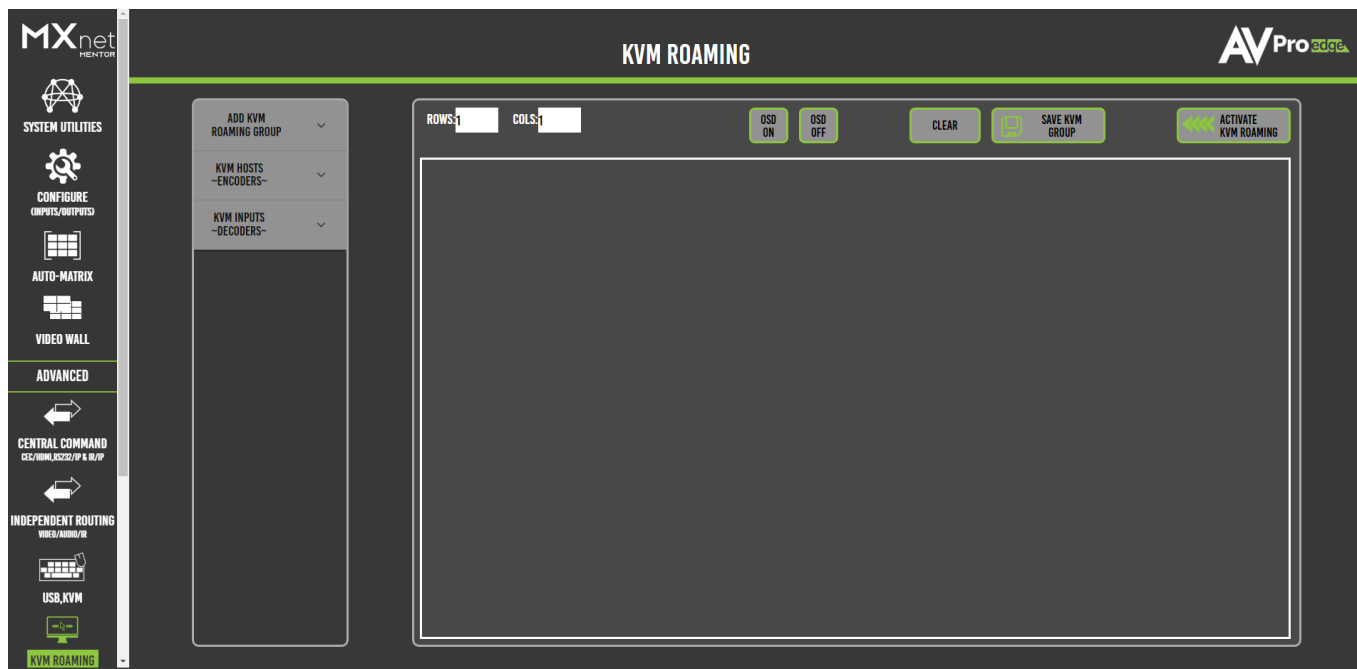 MXnet
MENTOR
KVM ROAMING
AVPro edge
SYSTEM UTILITIES
CONFIGURE
(INPUTS/OUTPUTS)
AUTO-MATRIX
VIDEO WALL
ADVANCED
CENTRAL COMMAND
CEC/HDMI,RS232/IP & IR/IP
INDEPENDENT ROUTING
VIDEO/AUDIO/IR
USB,KVM
KVM ROAMING
ADD KVM
ROAMING GROUP
KVM HOSTS
~ENCODERS~
KVM INPUTS
~DECODERS~
ROWS:1 COLS:1
OSD
ON
OSD
OFF
CLEAR
SAVE KVM
GROUP
ACTIVATE
KVM ROAMING